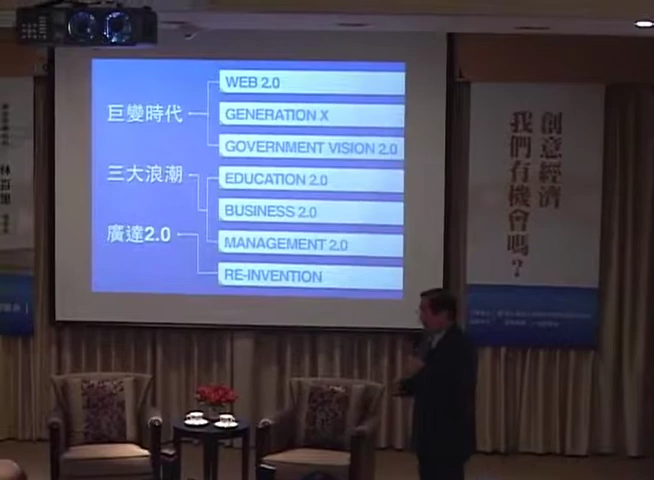 巨變時代
WEB 2.0
GENERATION X
GOVERNMENT VISION 2.0
三大浪潮
EDUCATION 2.0
BUSINESS 2.0
MANAGEMENT 2.0
廣達2.0
RE-INVENTION
創意經濟
我們有機會嗎?